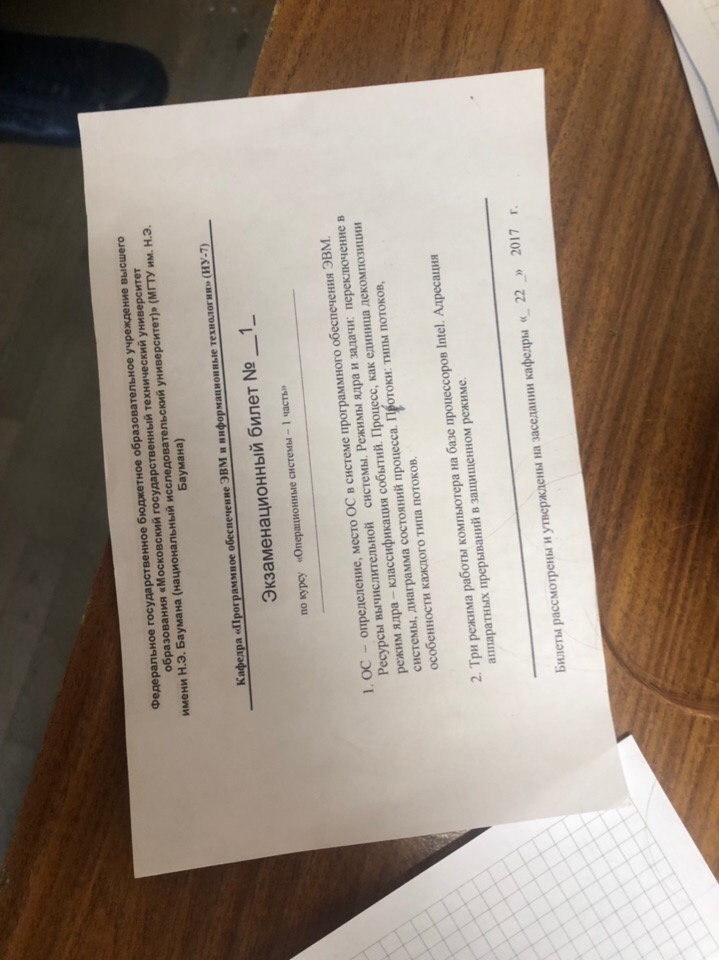 Федеральное государственное бюджетное образовательное учреждение высшего
образования «Московский государственный технический университет
имени Н.Э. Баумана (национальный исследовательский университет)» (МГТУ им. Н.Э.
Баумана)
Кафедра «Программное обеспечение ЭВМ и информационные технологии» (ИУ-7)
Экзаменационный билет № __1_
по курсу «Операционные системы – 1 часть»
1. ОС – определение, место ОС в системе программного обеспечения ЭВМ.
Ресурсы вычислительной системы. Режимы ядра и задачи: переключение в
режим ядра – классификация событий. Процесс, как единица декомпозиции
системы, диаграмма состояний процесса. Протоки: типы потоков,
особенности каждого типа потоков.
2. Три режима работы компьютера на базе процессоров Intel. Адресация
аппаратных прерываний в защищенном режиме.
Билеты рассмотрены и утверждены на заседании кафедры «_ 22 _» 2017 г.